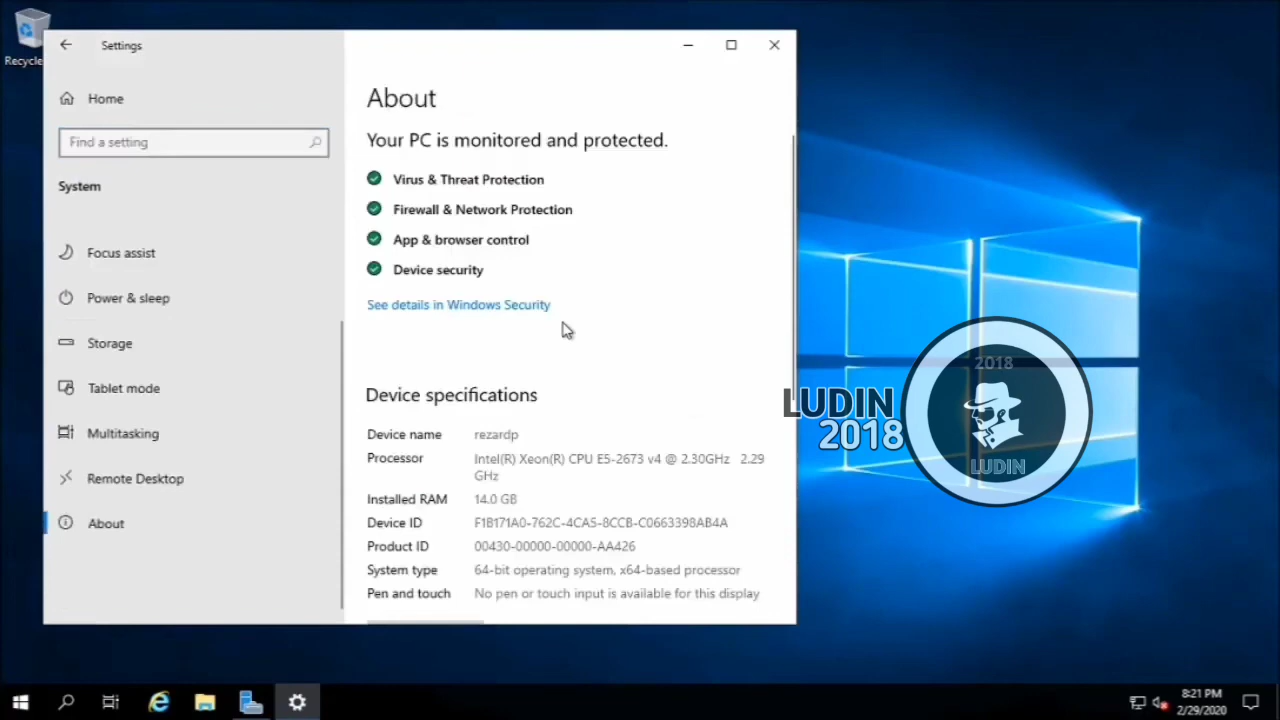 Recycle
Settings
Home
Find a setting
System
Focus assist
Power & sleep
Storage
Tablet mode
Multitasking
Remote Desktop
About
About
Your PC is monitored and protected.
Virus & Threat Protection
Firewall & Network Protection
App & browser control
Device security
See details in Windows Security
Device specifications
Device name rezardp
Processor Intel(R) Xeon(R) CPU E5-2673 v4 @ 2.30GHz 2.29
GHz
Installed RAM 14.0 GB
Device ID F1B171A0-762C-4CA5-8CCB-C0663398AB4A
Product ID 00430-00000-00000-AA426
System type 64-bit operating system, x64-based processor
Pen and touch No pen or touch input is available for this display
LUDIN
2018
2018
LUDIN
8:21 PM
2/29/2020